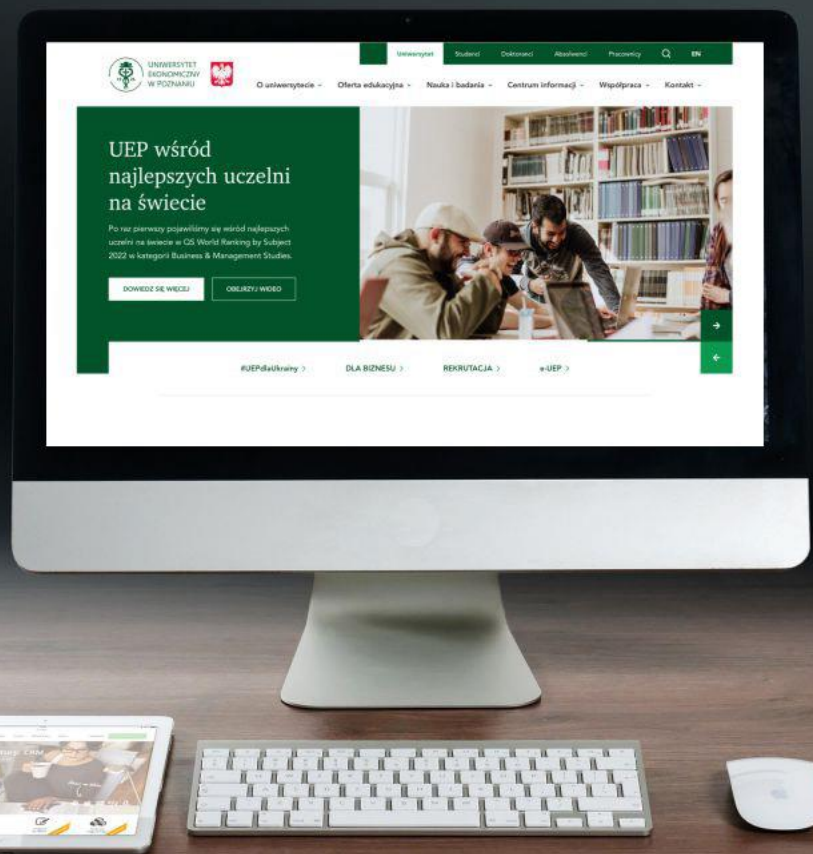 Uniwersytet Studenci Doktoranci Absolwenci Pracownicy EN
UNIWERSYTET
EKONOMICZNY
W POZNANIU
O uniwersytecie Oferta edukacyjna Nauka i badania Centrum informacji Współpraca Kontakt
UEP wśród
najlepszych uczelni
na świecie
Po raz pierwszy pojawiliśmy się wśród najlepszych
uczelni na świecie w QS World Ranking by Subject
2022 w kategorii Business & Management Studies.
DOWIEDZ SIĘ WIĘCEJ OBEJRZYJ WIDEO
#UEPdlaUkrainy > DLA BIZNESU > REKRUTACJA > e-UEP >